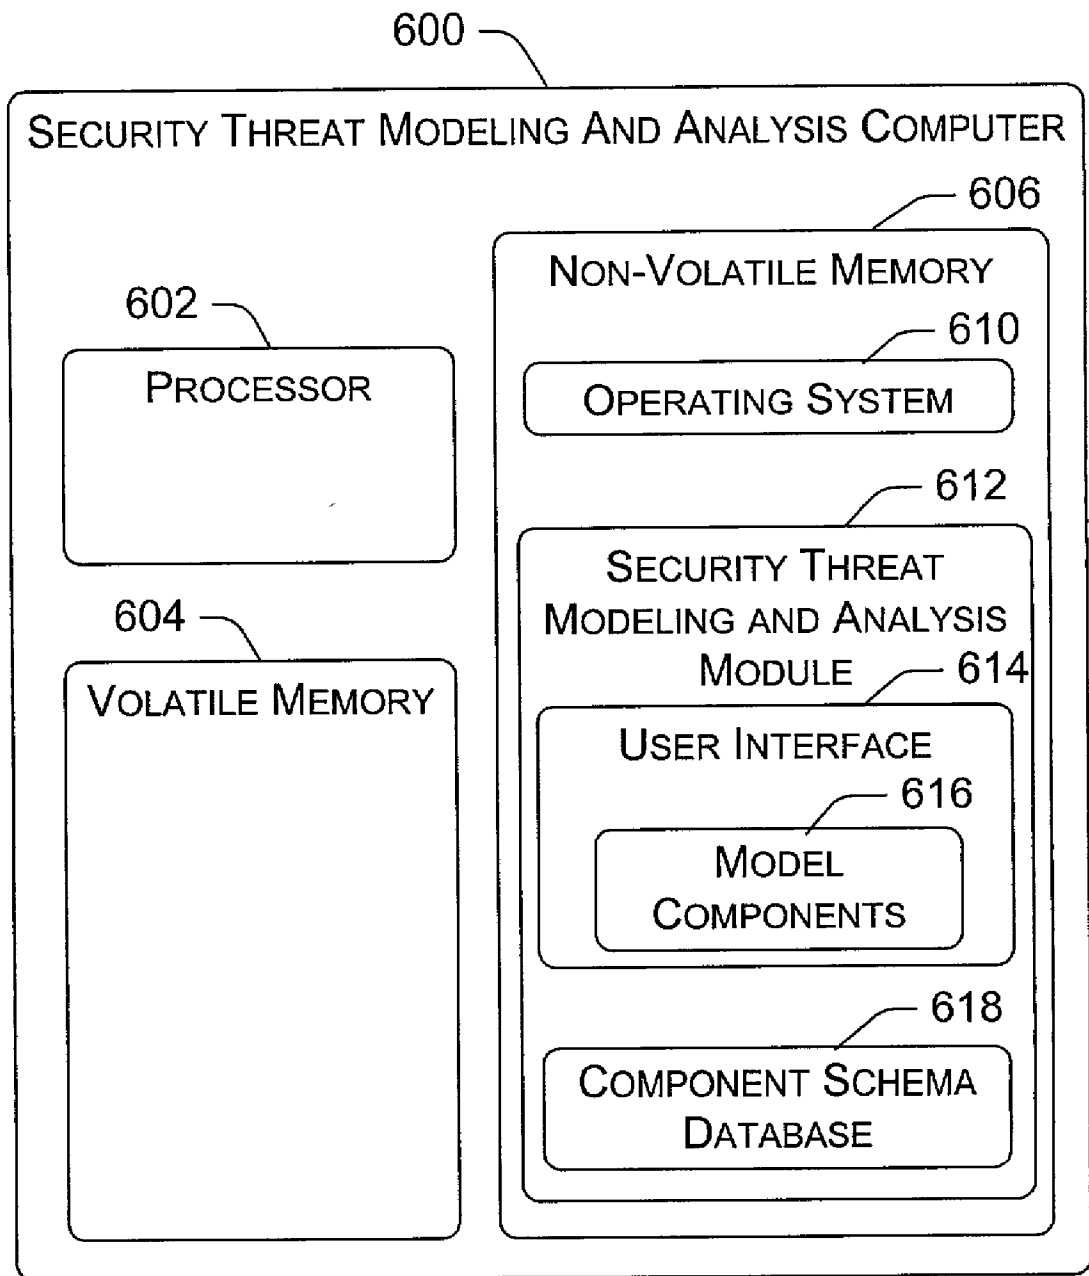 600
SECURITY THREAT MODELING AND ANALYSIS COMPUTER
606
NON-VOLATILE MEMORY
602
610
PROCESSOR
OPERATING SYSTEM
612
SECURITY THREAT
MODELING AND ANALYSIS
MODULE
604
614
VOLATILE MEMORY
USER INTERFACE
616
MODEL
COMPONENTS
618
COMPONENT SCHEMA
DATABASE